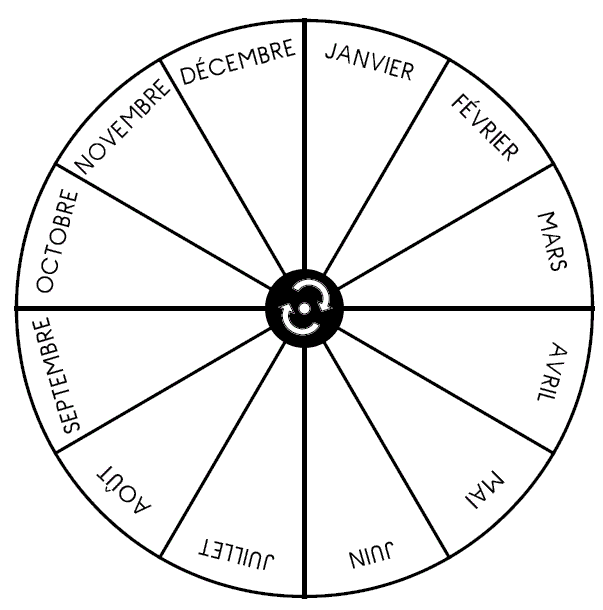 JANVIER
FÉVRIER
MARS
AVRIL
MAI
JUIN
JUILLET
AOÛT
SEPTEMBRE
OCTOBRE
NOVEMBRE
DÉCEMBRE